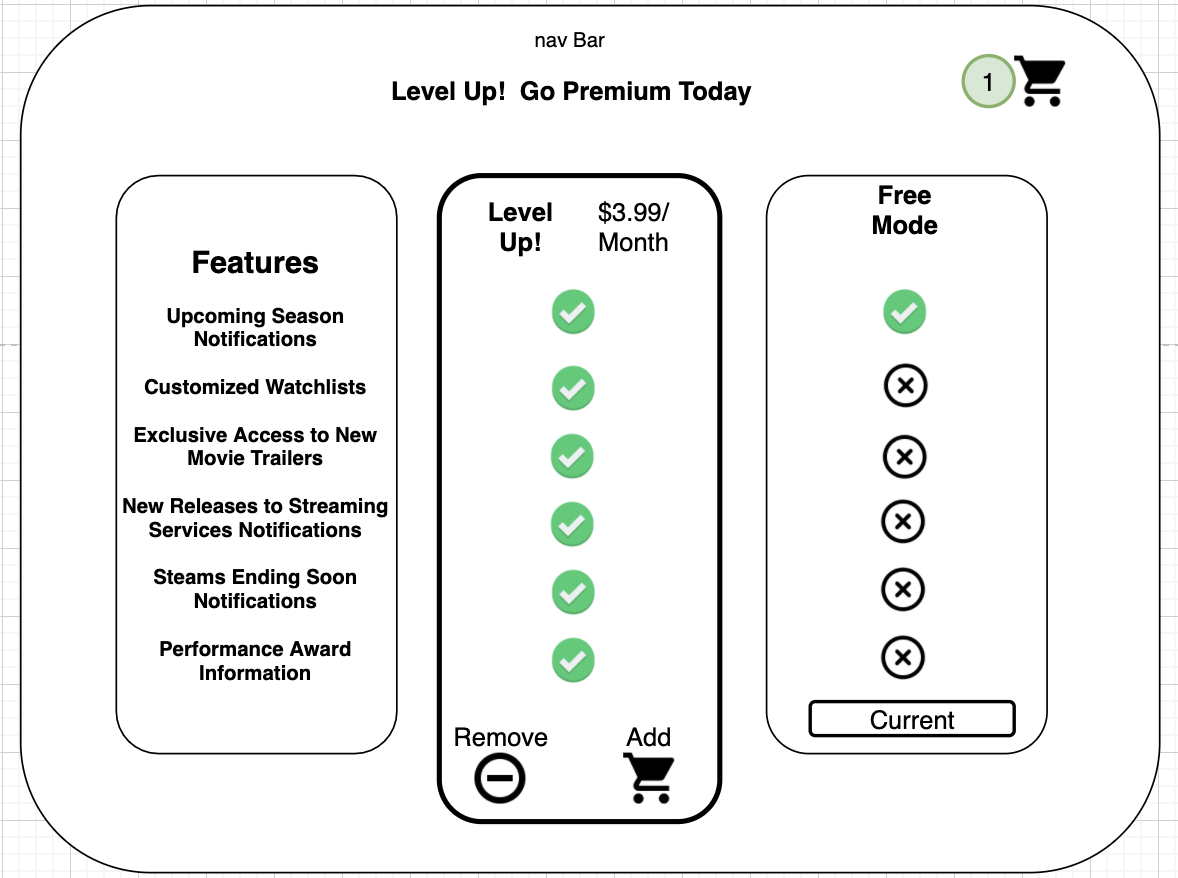 nav Bar
Level Up!  Go Premium Today
1
Features
Upcoming Season
Notifications
Customized Watchlists
Exclusive Access to New
Movie Trailers
New Releases to Streaming
Services Notifications
Steams Ending Soon
Notifications
Performance Award
Information
Level
Up!
$3.99/
Month
Remove
Add
Free
Mode
Current